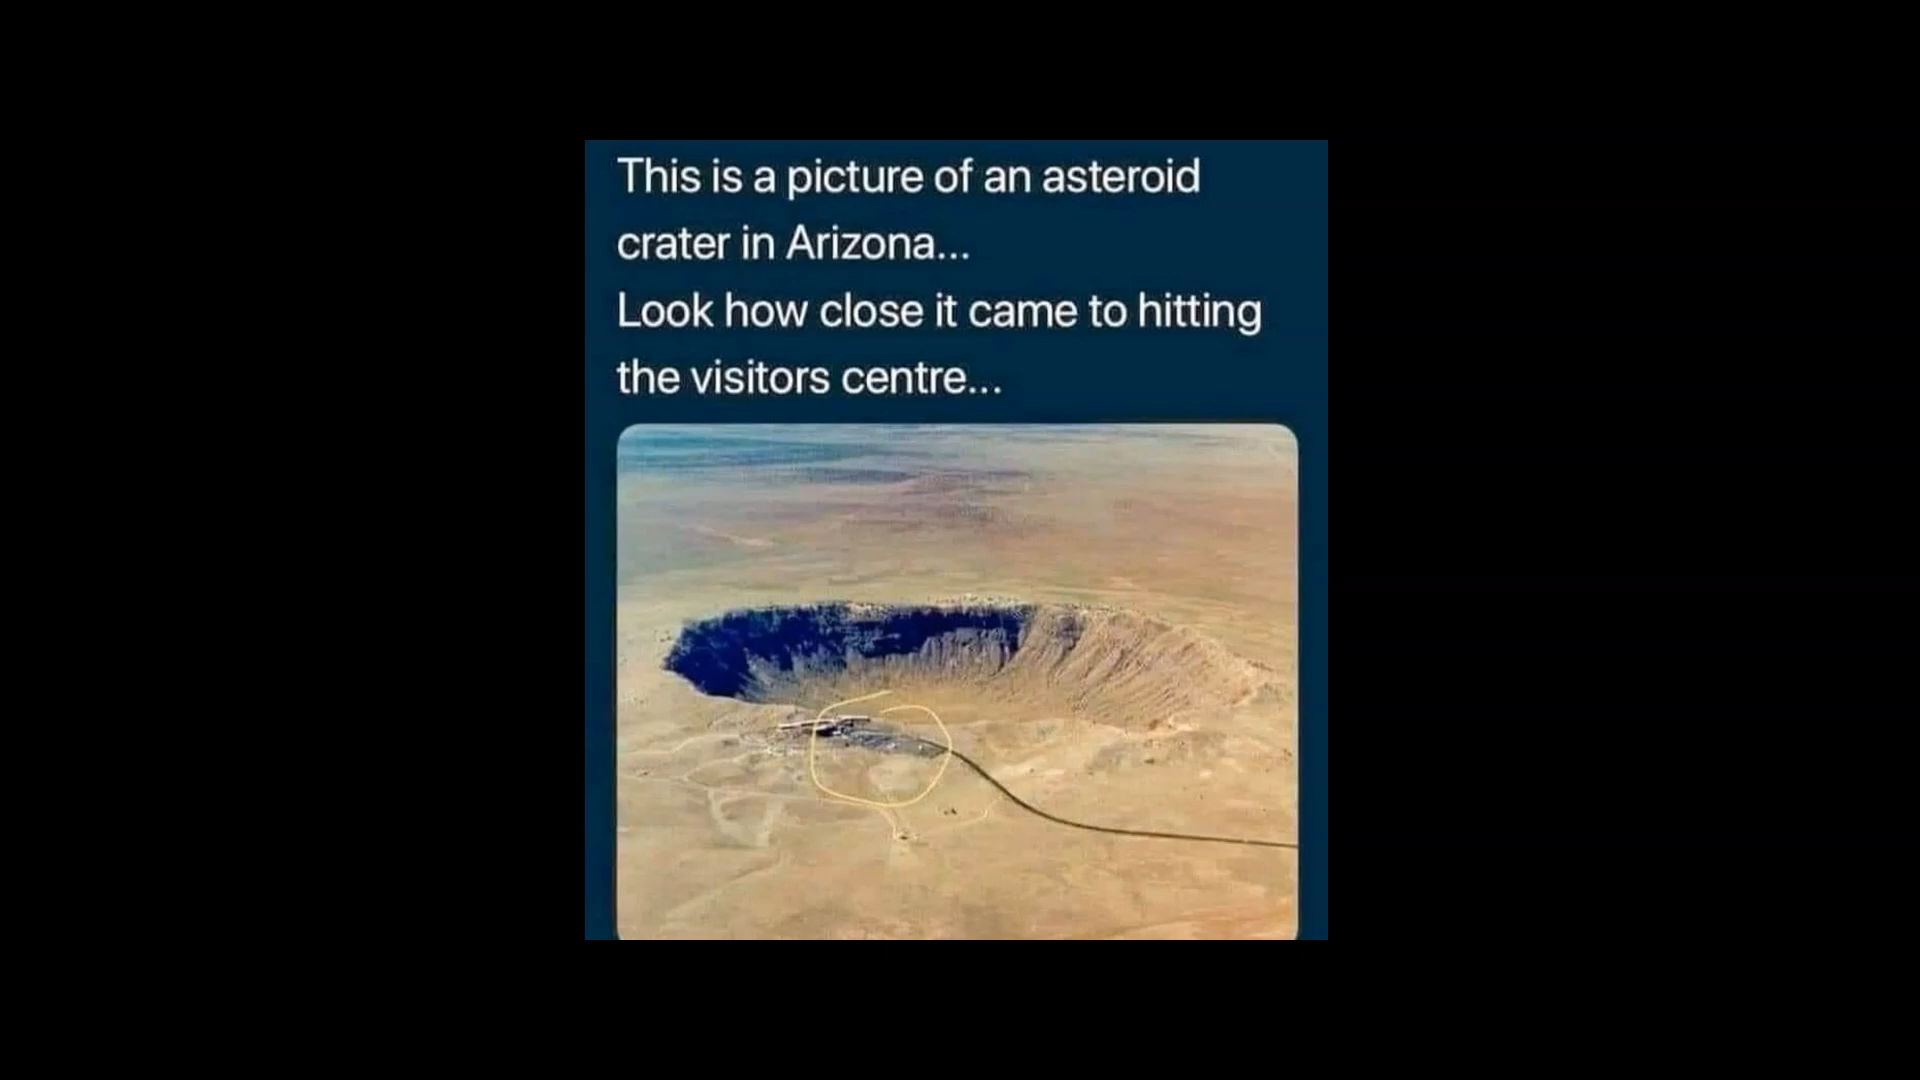 This is a picture of an asteroid
crater in Arizona...
Look how close it came to hitting
the visitors centre...